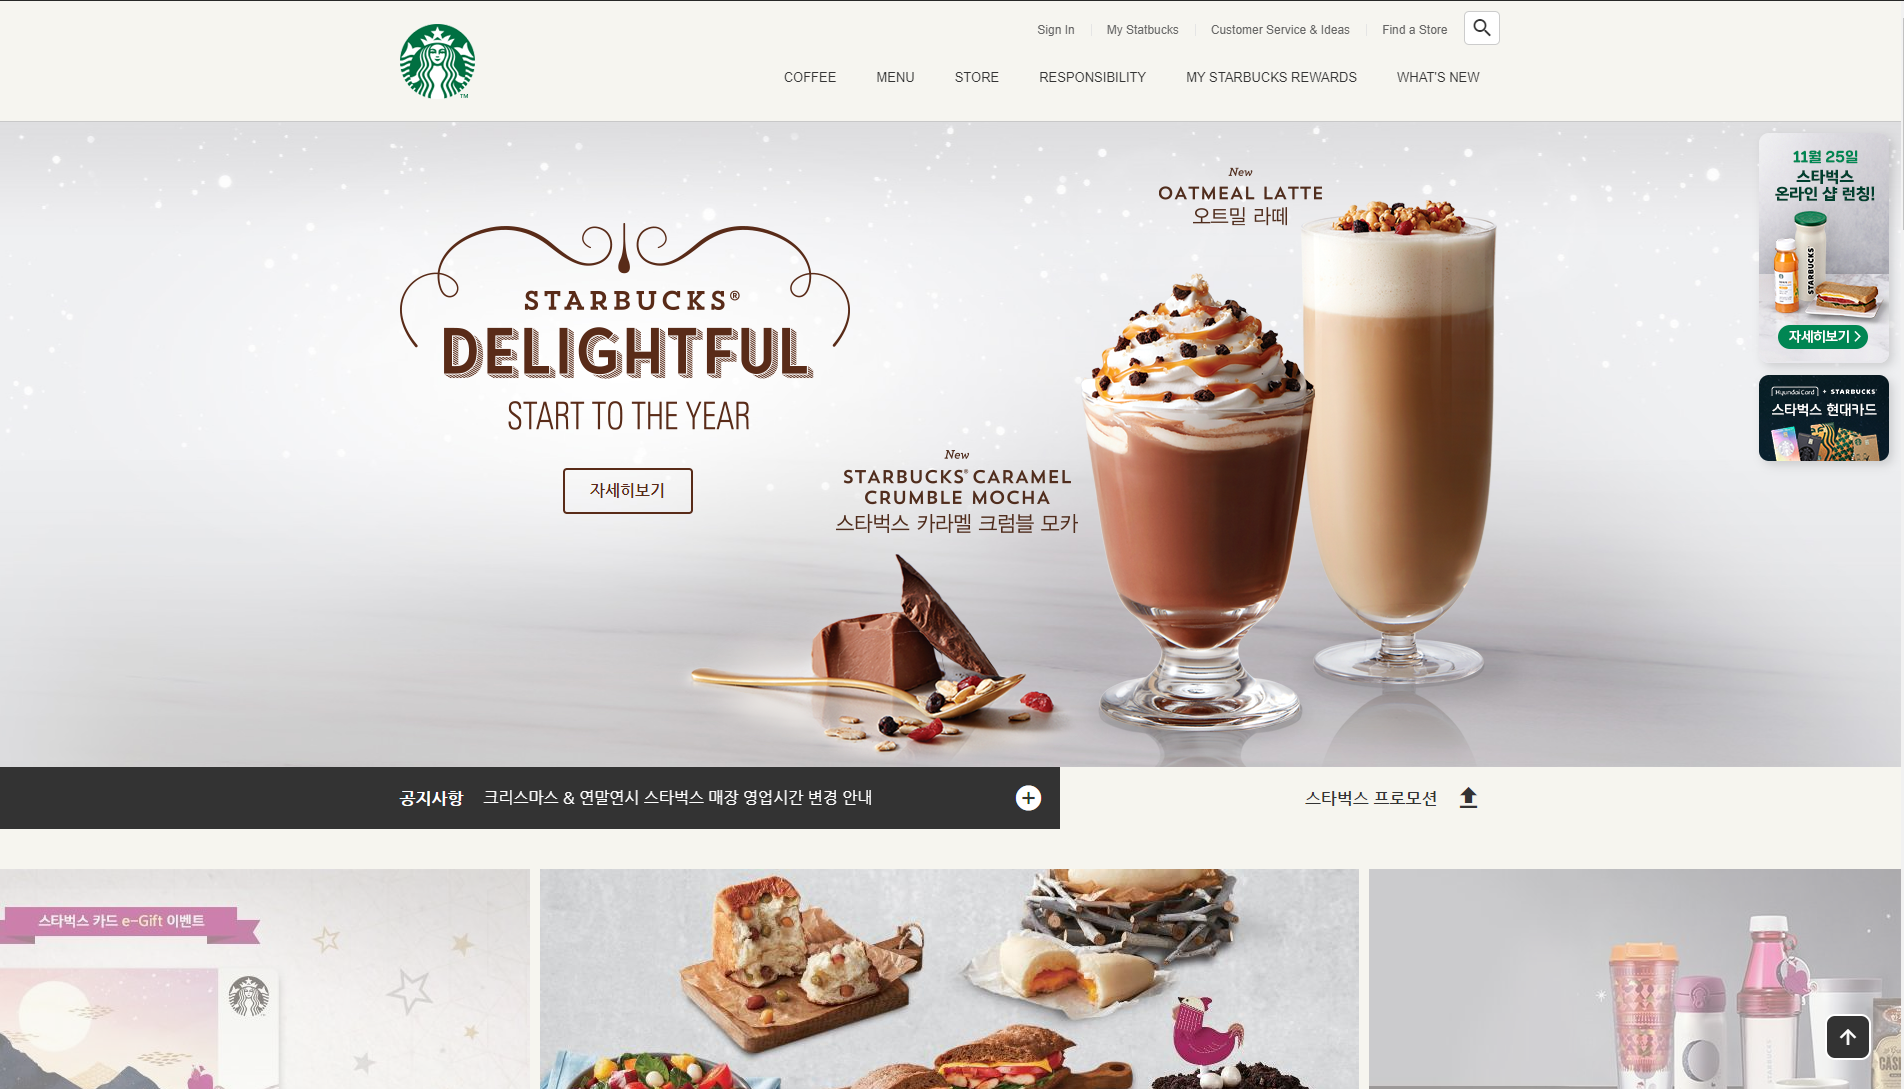 Sign In
My Statbucks
Customer Service & Ideas
Find a Store
COFFEE
MENU
STORE
RESPONSIBILITY
MY STARBUCKS REWARDS
WHAT'S NEW
TM
STARBUCKS®
DELIGHTFUL
START TO THE YEAR
자세히보기
New
OATMEAL LATTE
오트밀 라떼
New
STARBUCKS® CARAMEL
CRUMBLE MOCHA
스타벅스 카라멜 크럼블 모카
11월 25일
스타벅스
온라인 샵 런칭!
STARBUCKS
자세히보기 >
HyundaiCard + STARBUCKS
스타벅스 현대카드
공지사항 크리스마스 & 연말연시 스타벅스 매장 영업시간 변경 안내
스타벅스 프로모션
스타벅스 카드 e-Gift 이벤트